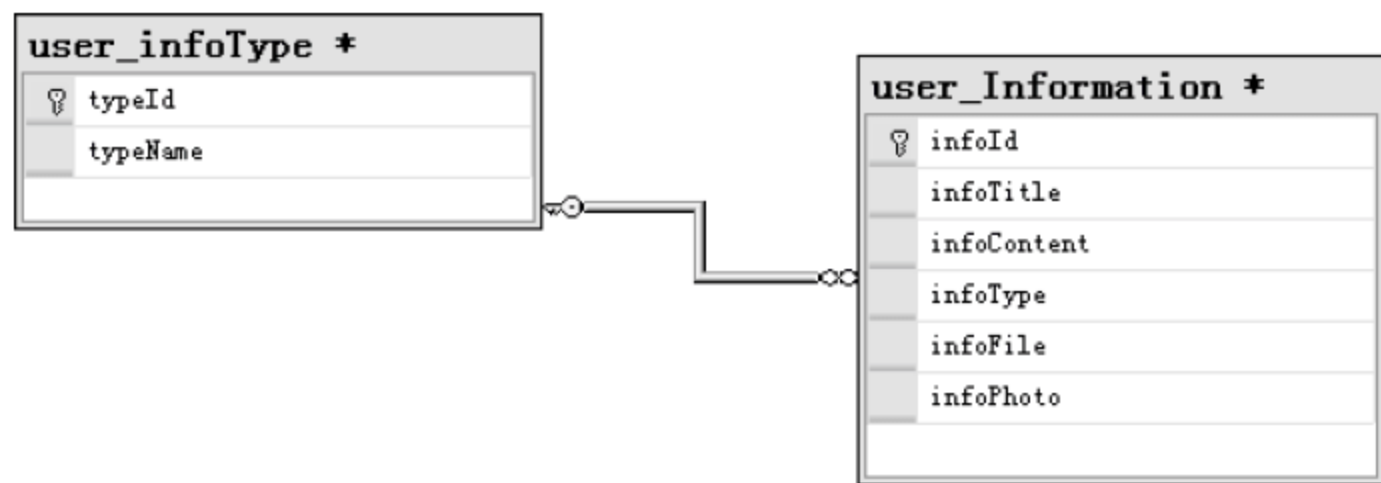 user_infoType *
typeId
typeName
user_Information *
infoId
infoTitle
infoContent
infoType
infoFile
infoPhoto